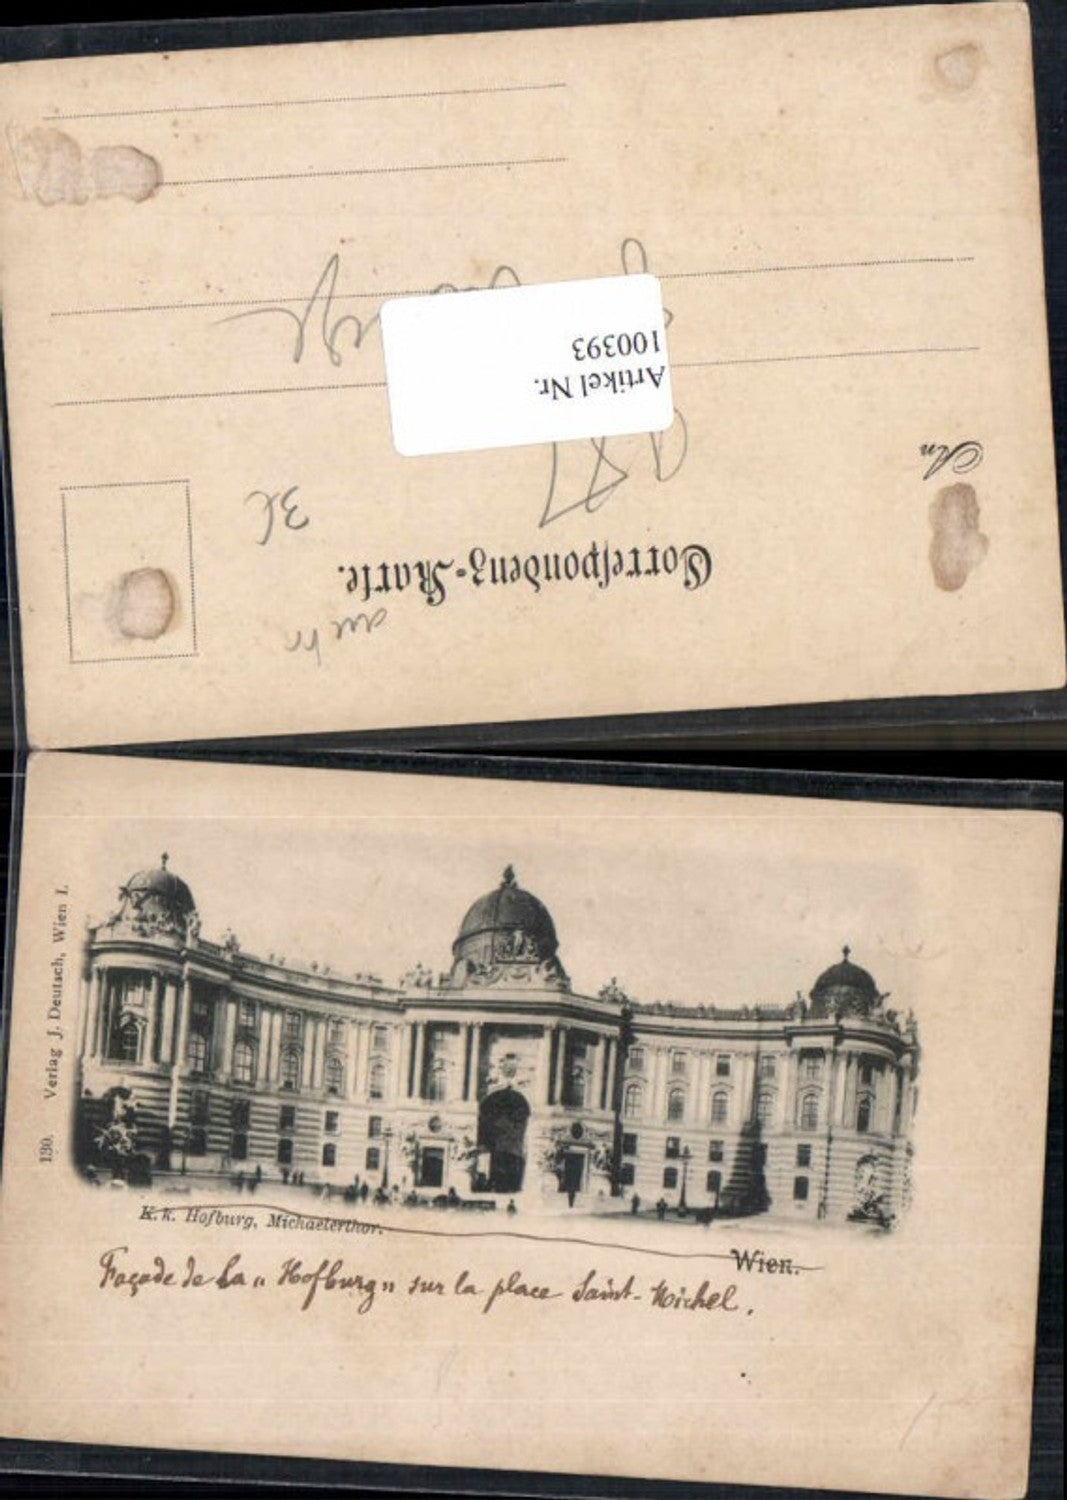 Artikel Nr.
100393
An
Correspondenz-Karte.
3l
130. Verlag J. Deutsch, Wien I.
K. k. Hofburg, Michaelerthor.
Wien.
Façade de la „Hofburg" sur la place Saint-Michel.